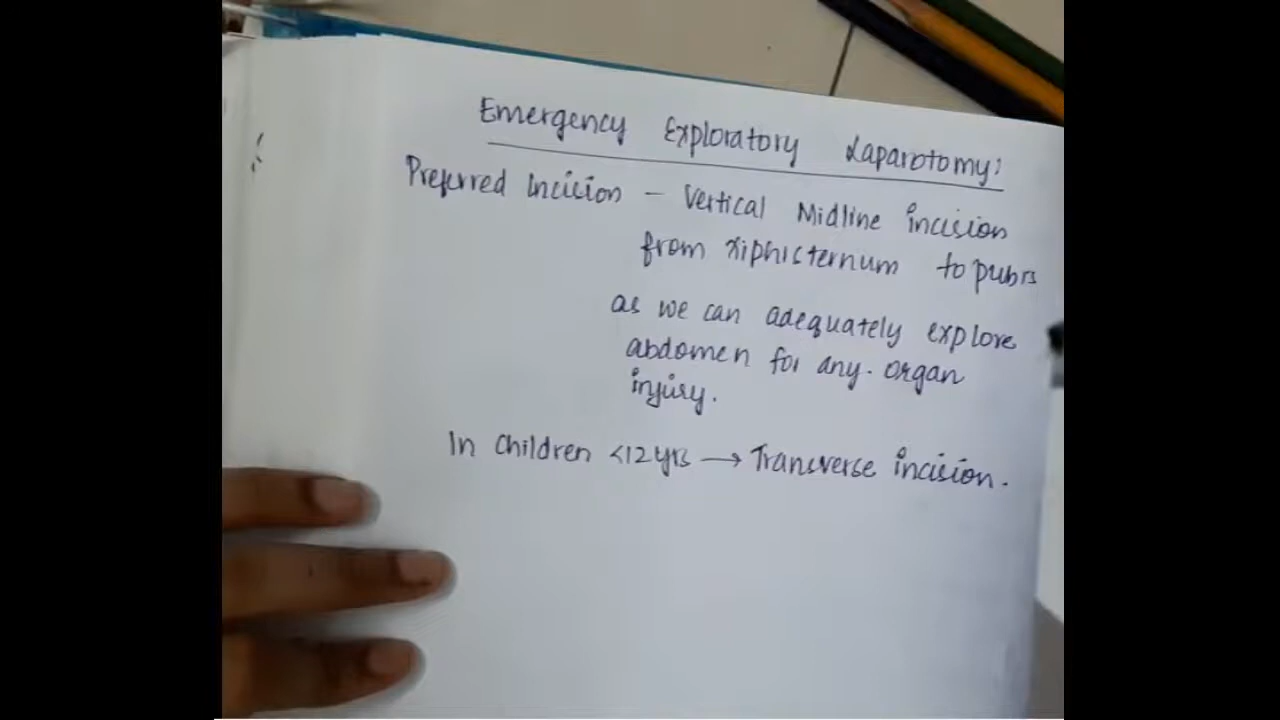 Emergency Exploratory Laparotomy:
Preferred Incision – Vertical Midline incision
from xiphisternum to pubis
as we can adequately explore
abdomen for any. organ
injury.
In Children <12 yrs → Transverse incision.